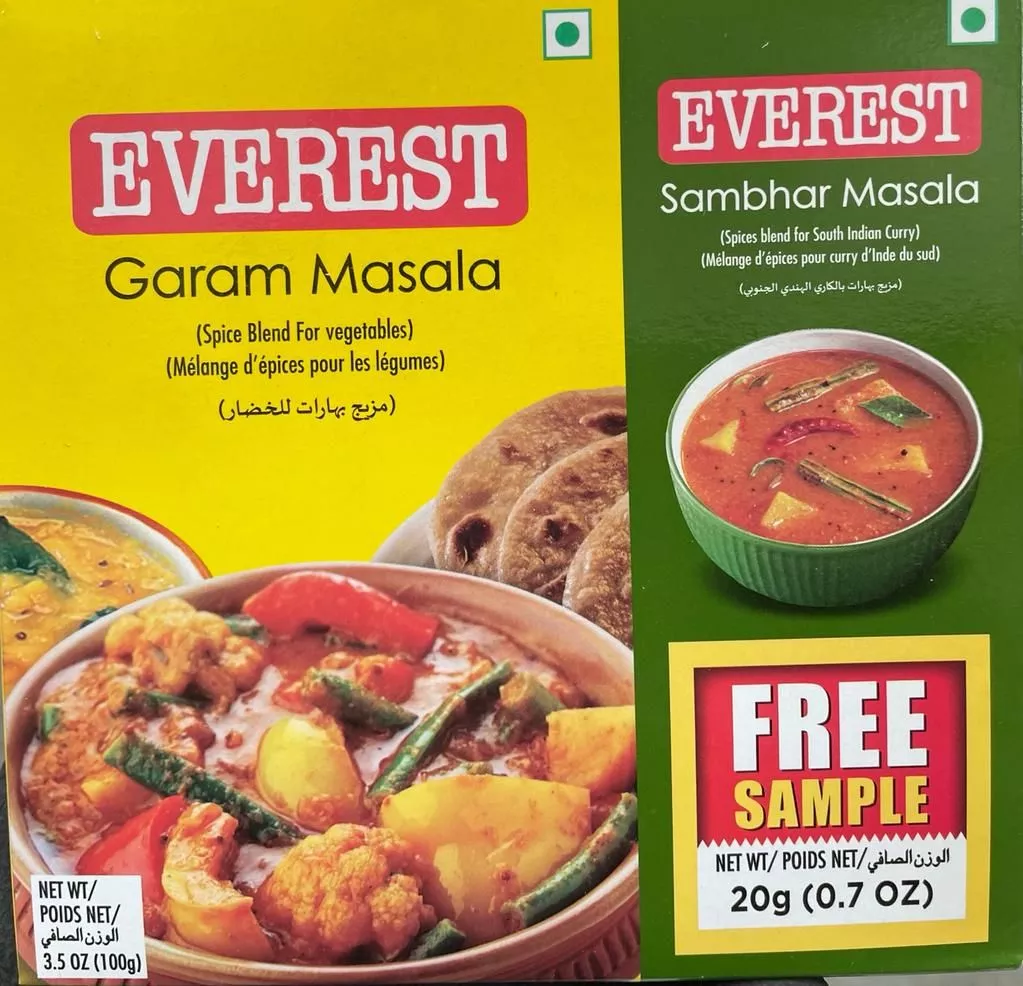 EVEREST
Garam Masala
(Spice Blend For vegetables)
(Mélange d'épices pour les légumes)
(مزيج بهارات للخضار)
NET WT/
POIDS NET/
الوزن الصافي
3.5 OZ (100g)
EVEREST
Sambhar Masala
(Spices blend for South Indian Curry)
(Mélange d'épices pour curry d'Inde du sud)
(مزيج بهارات بالكاري الهندي الجنوبي)
FREE
SAMPLE
NET WT/ POIDS NET/الوزن الصافي
20g (0.7 OZ)